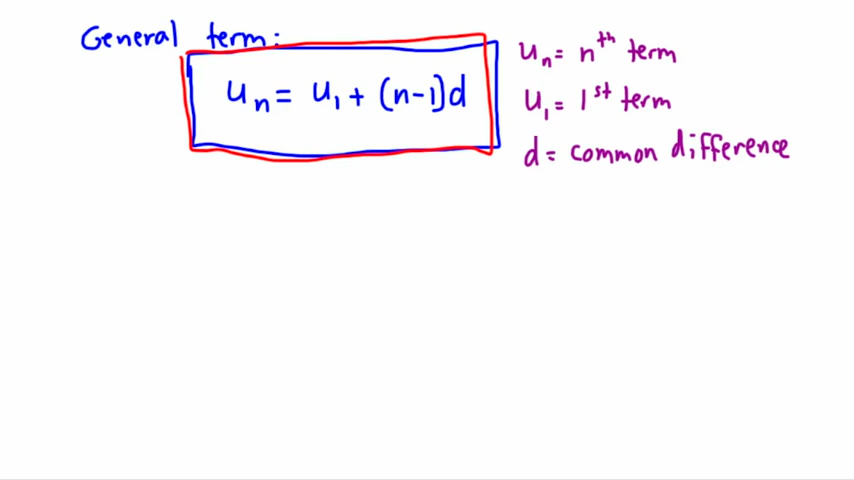 General term:
uₙ = u₁ + (n-1)d
uₙ = nᵗʰ term
u₁ = 1ˢᵗ term
d = common difference